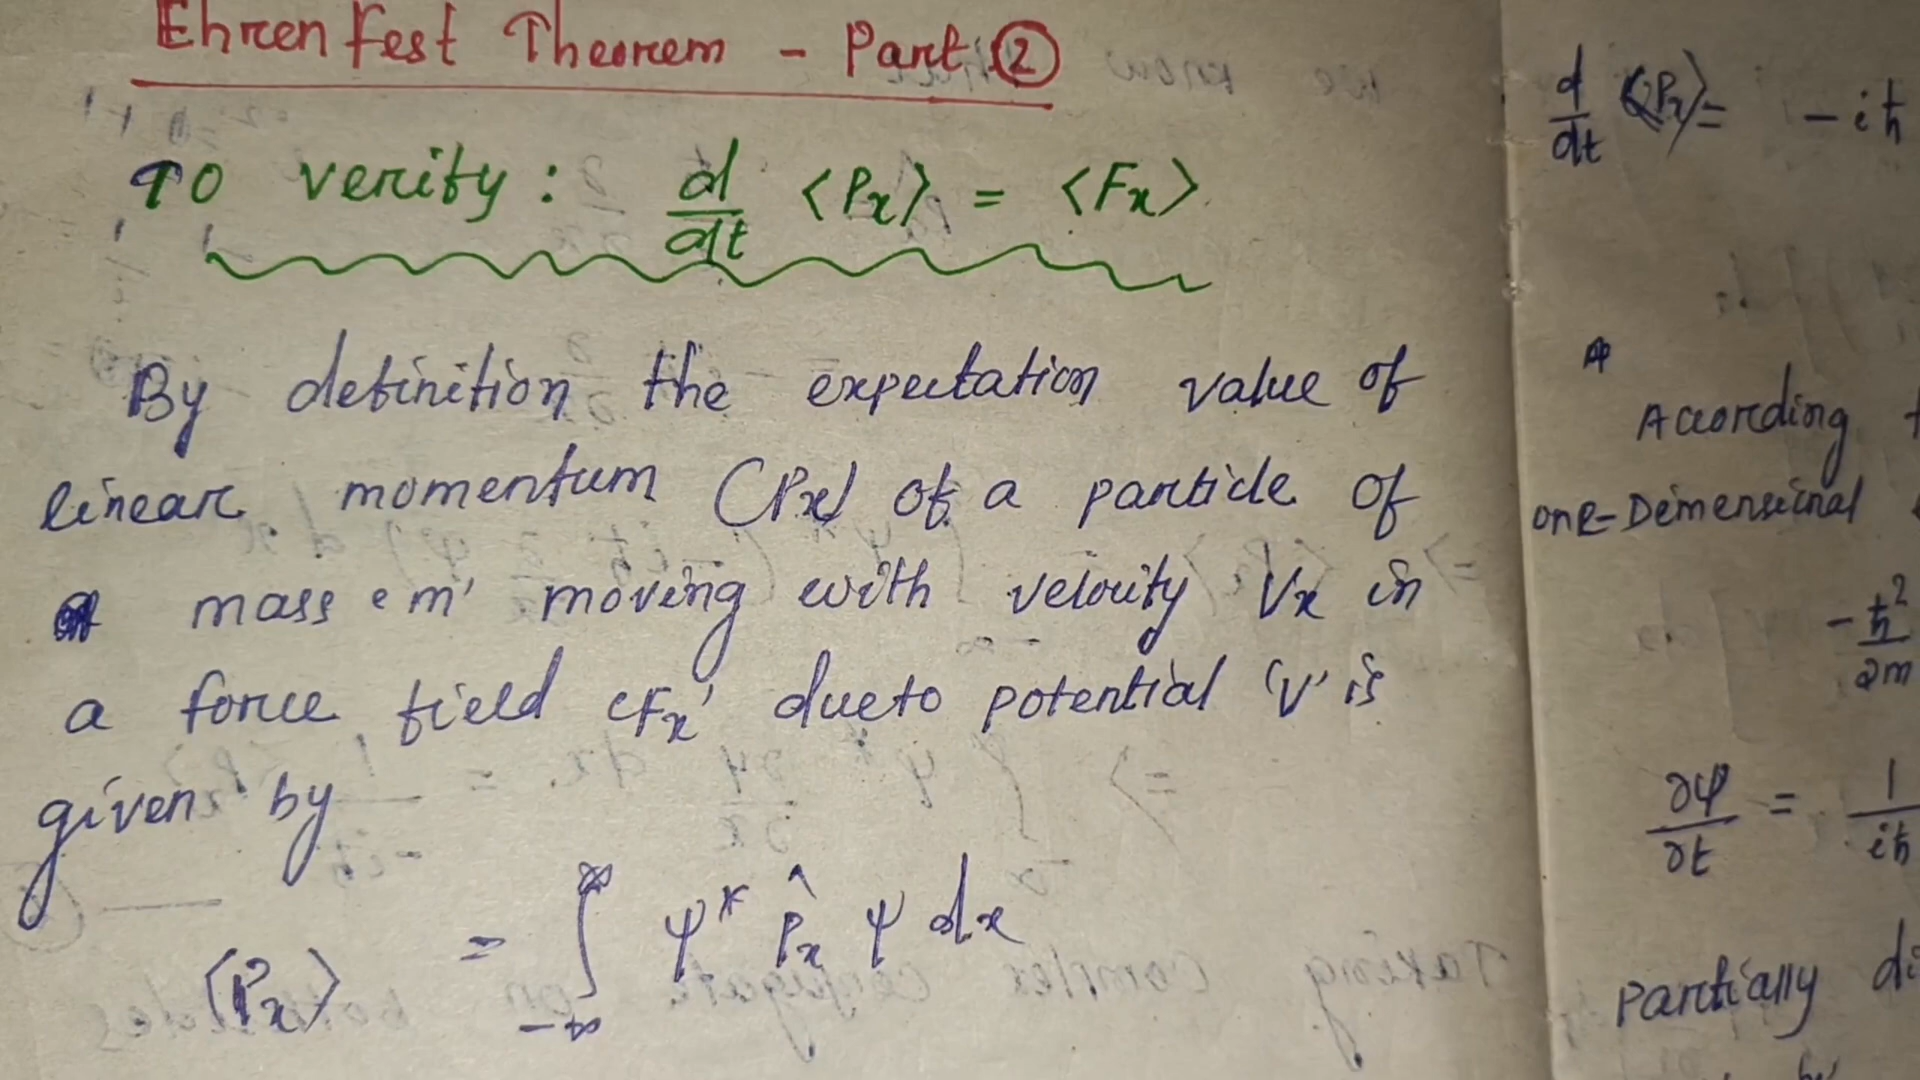 Ehrenfest Theorem - Part ②
To verify: d/dt ⟨Px⟩ = ⟨Fx⟩
By definition the expectation value of
linear momentum (Px) of a particle of
mass 'm' moving with velocity Vx in
a force field 'Fx' due to potential 'V' is
given by
⟨Px⟩ = ∫_{-∞}^{∞} ψ* P̂x ψ dx
d/dt ⟨Px⟩ = -iħ
According
one-Dimensional
-ħ²/2m
∂ψ/∂t = 1/iħ
Partially di